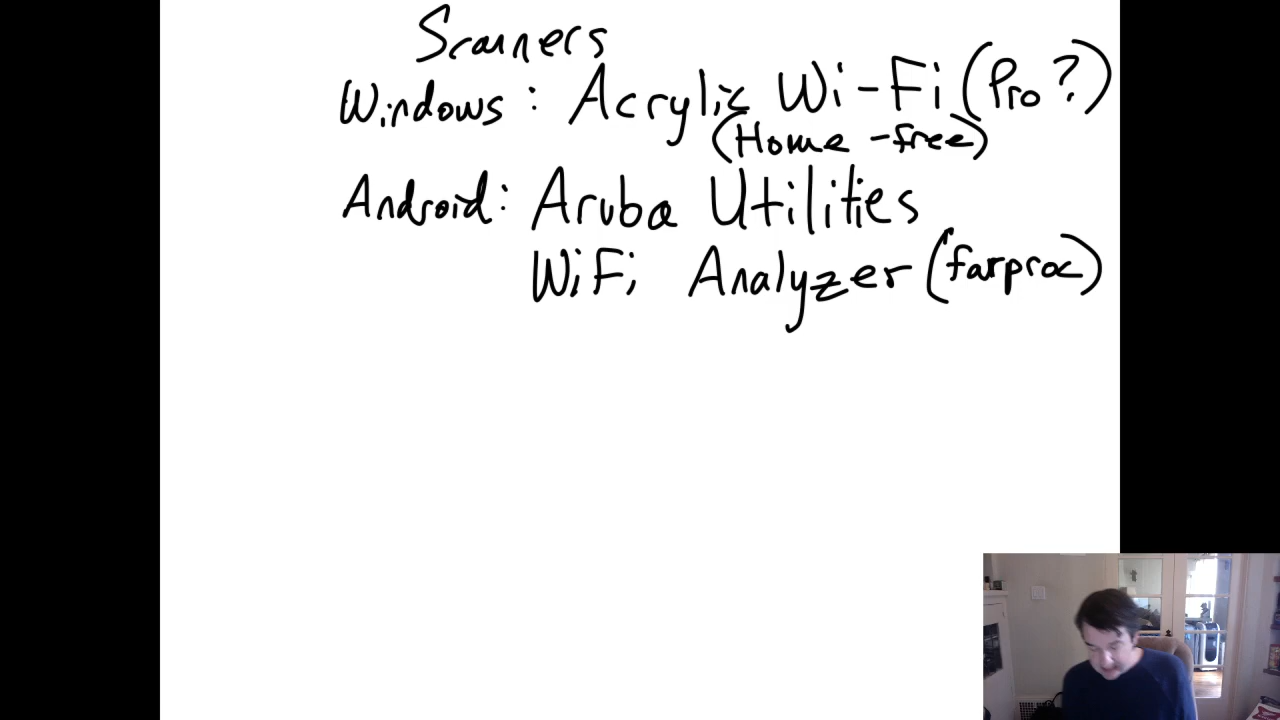 Scanners
Windows: Acrylic Wi-Fi (Pro?)
(Home -free)
Android: Aruba Utilities
WiFi Analyzer (farproc)